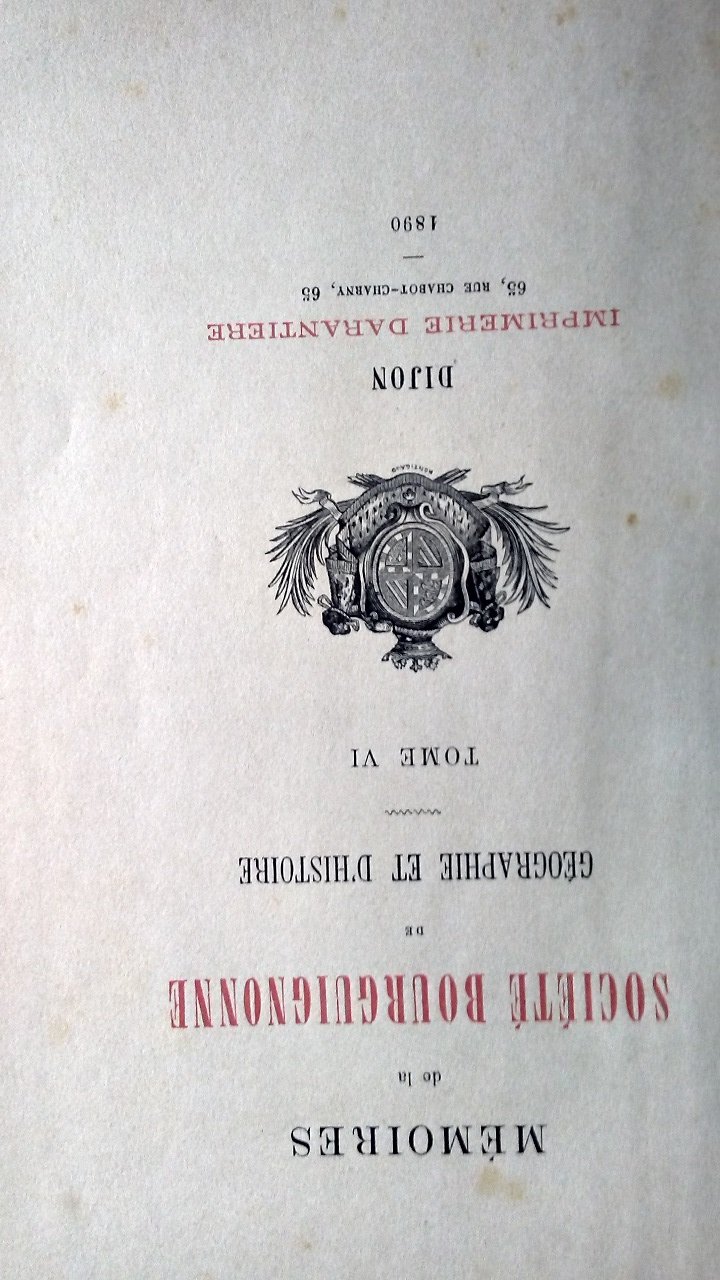 MÉMOIRES
de la
SOCIÉTÉ BOURGUIGNONNE
DE
GÉOGRAPHIE ET D'HISTOIRE
TOME VI
DIJON
IMPRIMERIE DARANTIERE
65, RUE CHABOT-CHARNY, 65
1890